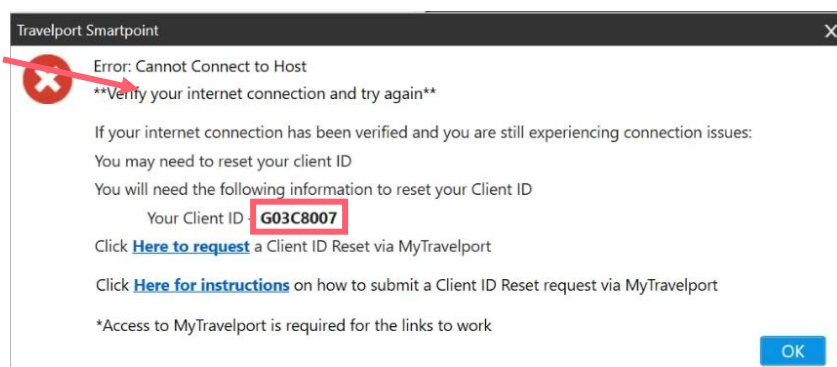 Travelport Smartpoint
Error: Cannot Connect to Host
**Verify your internet connection and try again**
If your internet connection has been verified and you are still experiencing connection issues:
You may need to reset your client ID
You will need the following information to reset your Client ID
Your Client ID - G03C8007
Click Here to request a Client ID Reset via MyTravelport
Click Here for instructions on how to submit a Client ID Reset request via MyTravelport
*Access to MyTravelport is required for the links to work
OK